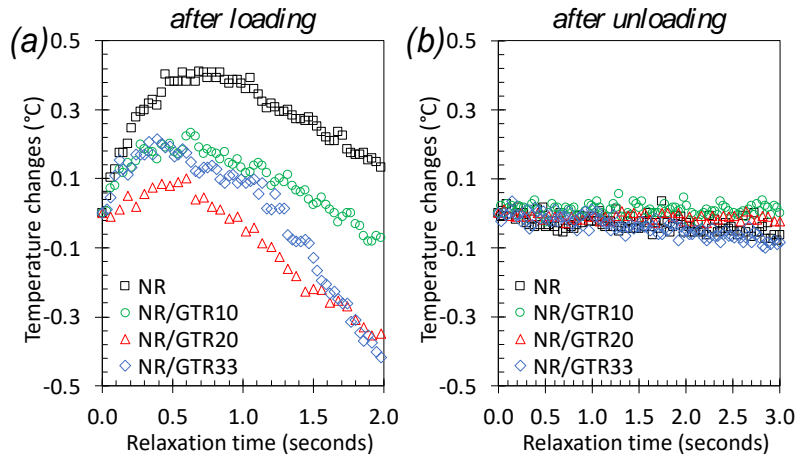 after loading
after unloading
(a)
0.5
0.3
0.1
-0.1
-0.3
-0.5
Temperature changes (°C)
NR
NR/GTR10
NR/GTR20
NR/GTR33
0.0
0.5
1.0
1.5
2.0
Relaxation time (seconds)
(b)
0.5
0.3
0.1
-0.1
-0.3
-0.5
Temperature changes (°C)
NR
NR/GTR10
NR/GTR20
NR/GTR33
0.0
0.5
1.0
1.5
2.0
2.5
3.0
Relaxation time (seconds)